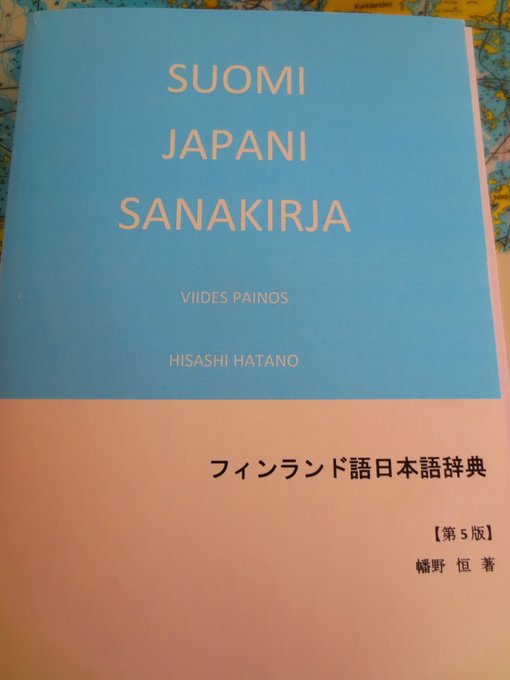 Kyrklandet
SUOMI
JAPANI
SANAKIRJA
VIIDES PAINOS
HISASHI HATANO
フィンランド語日本語辞典
【第5版】
幡野 恒 著